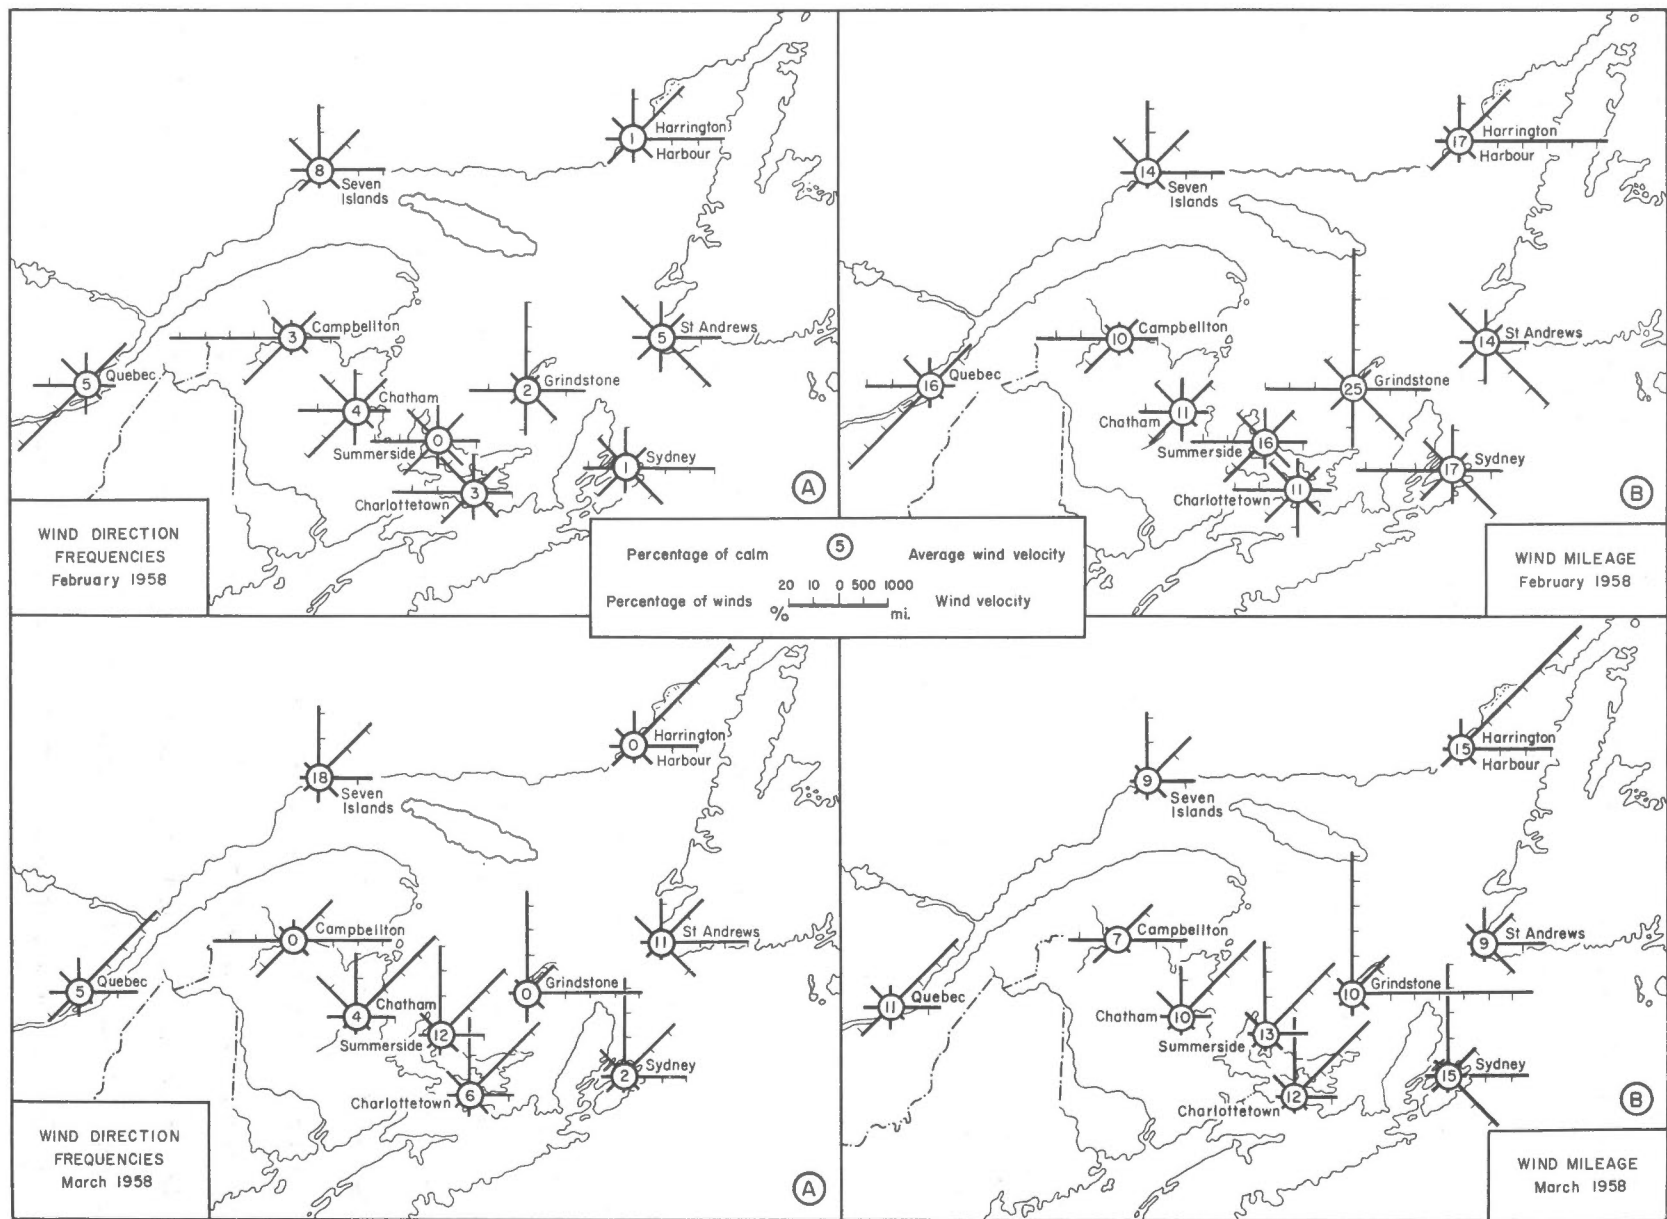 1
Harrington
Harbour
8
Seven
Islands
3
Campbellton
5
St Andrews
5
Quebec
2
Grindstone
4
Chatham
0
Summerside
1
Sydney
3
Charlottetown
A
WIND DIRECTION
FREQUENCIES
February 1958
17
Harrington
Harbour
14
Seven
Islands
10
Campbellton
14
St Andrews
16
Quebec
25
Grindstone
11
Chatham
16
Summerside
17
Sydney
11
Charlottetown
B
WIND MILEAGE
February 1958
Percentage of calm 5 Average wind velocity
20 10 0 500 1000
Percentage of winds % mi. Wind velocity
0
Harrington
Harbour
18
Seven
Islands
0
Campbellton
11
St Andrews
5
Quebec
0
Grindstone
4
Chatham
12
Summerside
2
Sydney
6
Charlottetown
A
WIND DIRECTION
FREQUENCIES
March 1958
15
Harrington
Harbour
9
Seven
Islands
7
Campbellton
9
St Andrews
11
Quebec
10
Grindstone
10
Chatham
13
Summerside
15
Sydney
12
Charlottetown
B
WIND MILEAGE
March 1958